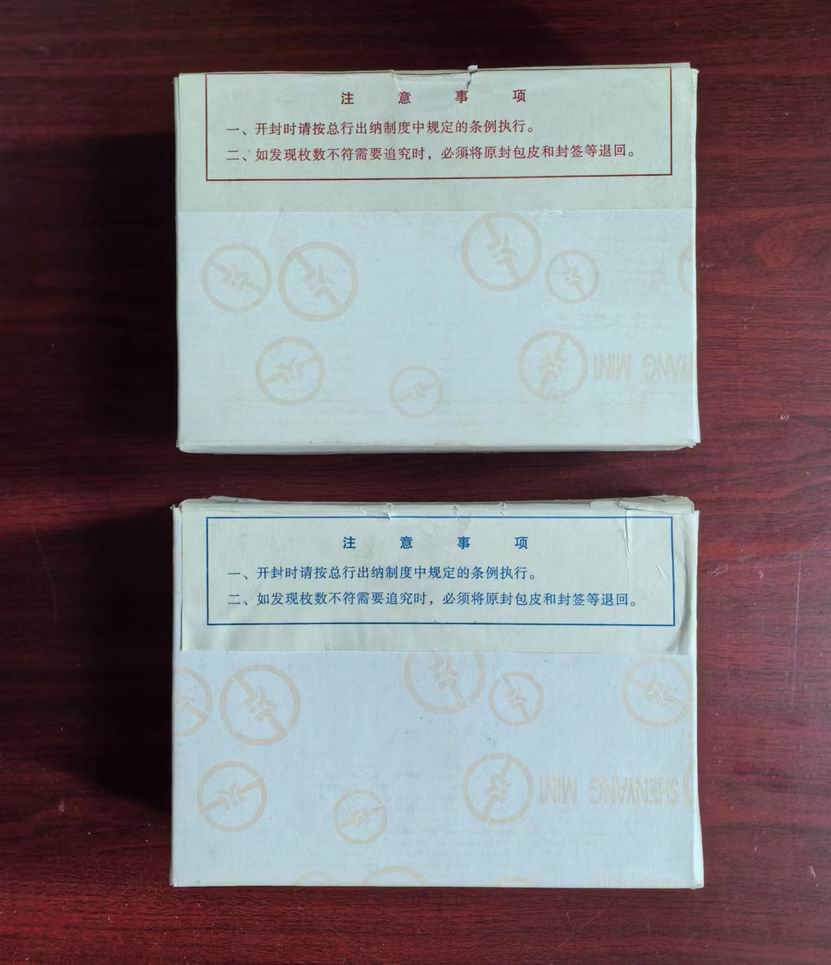 注意事项
一、开封时请按总行出纳制度中规定的条例执行。
二、如发现枚数不符需要追究时，必须将原封包皮和封签等退回。
YANG MINT
注意事项
一、开封时请按总行出纳制度中规定的条例执行。
二、如发现枚数不符需要追究时，必须将原封包皮和封签等退回。
SHENYANG MINT